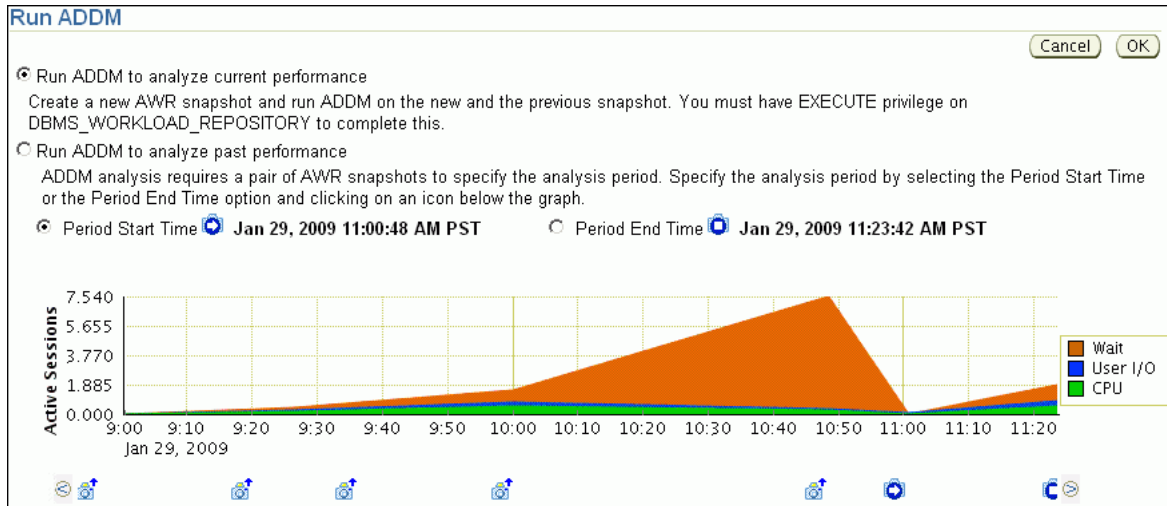 Run ADDM
Cancel OK
Run ADDM to analyze current performance
Create a new AWR snapshot and run ADDM on the new and the previous snapshot. You must have EXECUTE privilege on
DBMS_WORKLOAD_REPOSITORY to complete this.
Run ADDM to analyze past performance
ADDM analysis requires a pair of AWR snapshots to specify the analysis period. Specify the analysis period by selecting the Period Start Time
or the Period End Time option and clicking on an icon below the graph.
Period Start Time Jan 29, 2009 11:00:48 AM PST Period End Time Jan 29, 2009 11:23:42 AM PST
Active Sessions
7.540
5.655
3.770
1.885
0.000
Wait
User I/O
CPU
9:00 9:10 9:20 9:30 9:40 9:50 10:00 10:10 10:20 10:30 10:40 10:50 11:00 11:10 11:20
Jan 29, 2009